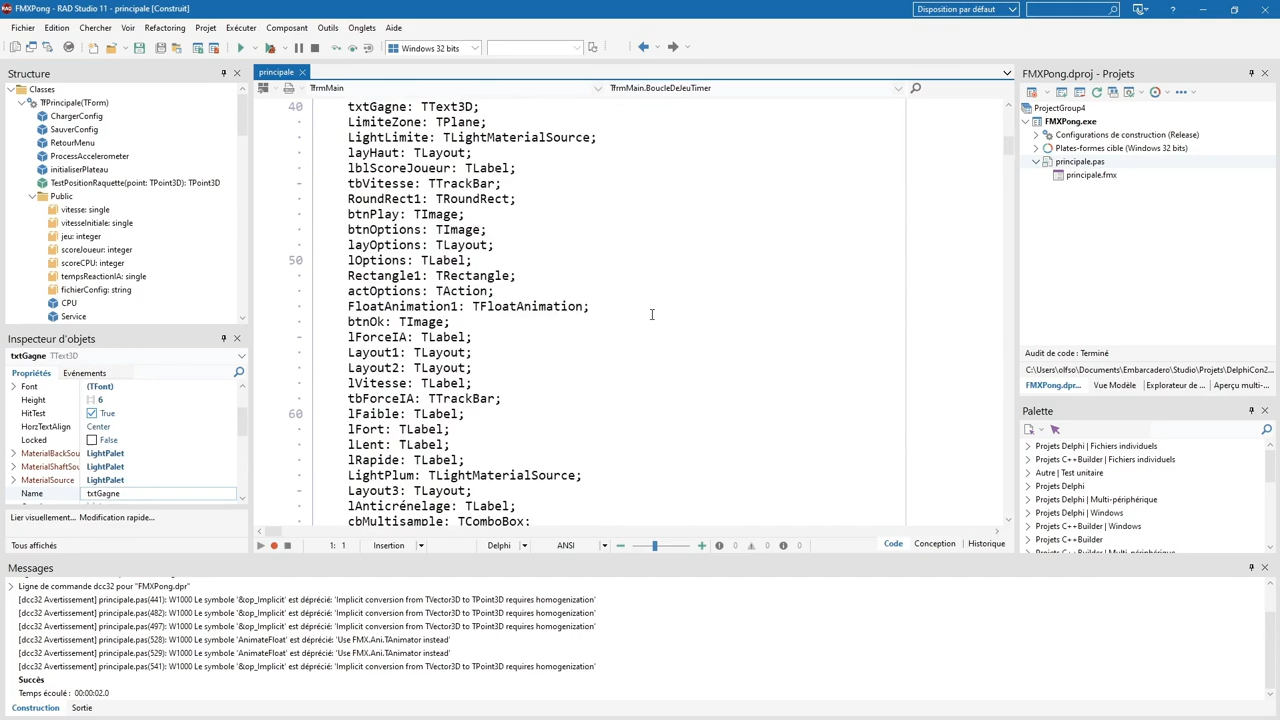 FMXPong - RAD Studio 11 - principale [Construit]
Disposition par défaut
Fichier Edition Chercher Voir Refactoring Projet Exécuter Composant Outils Onglets Aide
Windows 32 bits
Structure
Classes
TfPrincipale(TForm)
ChargerConfig
SauverConfig
RetourMenu
ProcessAccelerometer
initialiserPlateau
TestPositionRaquette(point: TPoint3D): TPoint3D
Public
vitesse: single
vitesseInitiale: single
jeu: integer
scoreJoueur: integer
scoreCPU: integer
tempsReactionIA: single
fichierConfig: string
CPU
Service
Inspecteur d'objets
txtGagne TText3D
Propriétés Evénements
Font (TFont)
Height 6
HitTest True
HorzTextAlign Center
Locked False
MaterialBackSou LightPalet
MaterialShaftSou LightPalet
MaterialSource LightPalet
Name txtGagne
Lier visuellement... Modification rapide...
Tous affichés
principale
TfrmMain TfrmMain.BoucleDeJeuTimer
40 txtGagne: TText3D;
LimiteZone: TPlane;
LightLimite: TLightMaterialSource;
layHaut: TLayout;
lblScoreJoueur: TLabel;
tbVitesse: TTrackBar;
RoundRect1: TRoundRect;
btnPlay: TImage;
btnOptions: TImage;
layOptions: TLayout;
50 lOptions: TLabel;
Rectangle1: TRectangle;
actOptions: TAction;
FloatAnimation1: TFloatAnimation;
btnOk: TImage;
lForceIA: TLabel;
Layout1: TLayout;
Layout2: TLayout;
lVitesse: TLabel;
tbForceIA: TTrackBar;
60 lFaible: TLabel;
lFort: TLabel;
lLent: TLabel;
lRapide: TLabel;
LightPlum: TLightMaterialSource;
Layout3: TLayout;
lAnticrénelage: TLabel;
cbMultisample: TComboBox;
1: 1 Insertion Delphi ANSI 0 0 0 Code Conception Historique
FMXPong.dproj - Projets
ProjectGroup4
FMXPong.exe
Configurations de construction (Release)
Plates-formes cible (Windows 32 bits)
principale.pas
principale.fmx
Audit de code : Terminé
C:\Users\olfso\Documents\Embarcadero\Studio\Projets\DelphiCon2...
FMXPong.dpr... Vue Modèle Explorateur de ... Aperçu multi-...
Palette
Projets Delphi | Fichiers individuels
Projets C++Builder | Fichiers individuels
Autre | Test unitaire
Projets Delphi
Projets Delphi | Multi-périphérique
Projets Delphi | Windows
Projets C++Builder | Windows
Projets C++Builder
Projets C++Builder | Multi-périphérique
Messages
Ligne de commande dcc32 pour "FMXPong.dpr"
[dcc32 Avertissement] principale.pas(441): W1000 Le symbole '&op_Implicit' est déprécié: 'Implicit conversion from TVector3D to TPoint3D requires homogenization'
[dcc32 Avertissement] principale.pas(482): W1000 Le symbole '&op_Implicit' est déprécié: 'Implicit conversion from TVector3D to TPoint3D requires homogenization'
[dcc32 Avertissement] principale.pas(497): W1000 Le symbole '&op_Implicit' est déprécié: 'Implicit conversion from TVector3D to TPoint3D requires homogenization'
[dcc32 Avertissement] principale.pas(528): W1000 Le symbole 'AnimateFloat' est déprécié: 'Use FMX.Ani.TAnimator instead'
[dcc32 Avertissement] principale.pas(529): W1000 Le symbole 'AnimateFloat' est déprécié: 'Use FMX.Ani.TAnimator instead'
[dcc32 Avertissement] principale.pas(541): W1000 Le symbole '&op_Implicit' est déprécié: 'Implicit conversion from TVector3D to TPoint3D requires homogenization'
Succès
Temps écoulé : 00:00:02.0
Construction Sortie